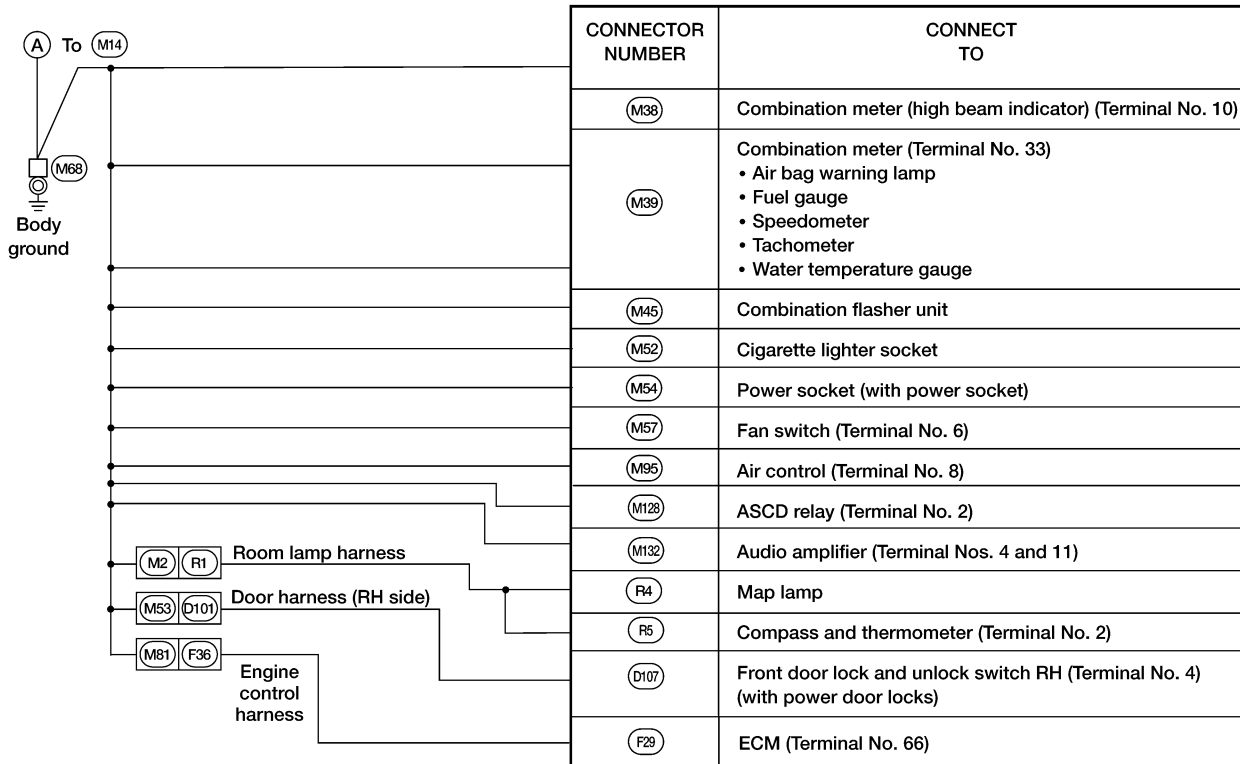 CONNECTOR
NUMBER
CONNECT
TO
A To M14
M68
Body
ground
M38
Combination meter (high beam indicator) (Terminal No. 10)
M39
Combination meter (Terminal No. 33)
• Air bag warning lamp
• Fuel gauge
• Speedometer
• Tachometer
• Water temperature gauge
M45
Combination flasher unit
M52
Cigarette lighter socket
M54
Power socket (with power socket)
M57
Fan switch (Terminal No. 6)
M95
Air control (Terminal No. 8)
M128
ASCD relay (Terminal No. 2)
M132
Audio amplifier (Terminal Nos. 4 and 11)
M2 R1 Room lamp harness
R4
Map lamp
M53 D101 Door harness (RH side)
R5
Compass and thermometer (Terminal No. 2)
M81 F36
Engine
control
harness
D107
Front door lock and unlock switch RH (Terminal No. 4)
(with power door locks)
F29
ECM (Terminal No. 66)